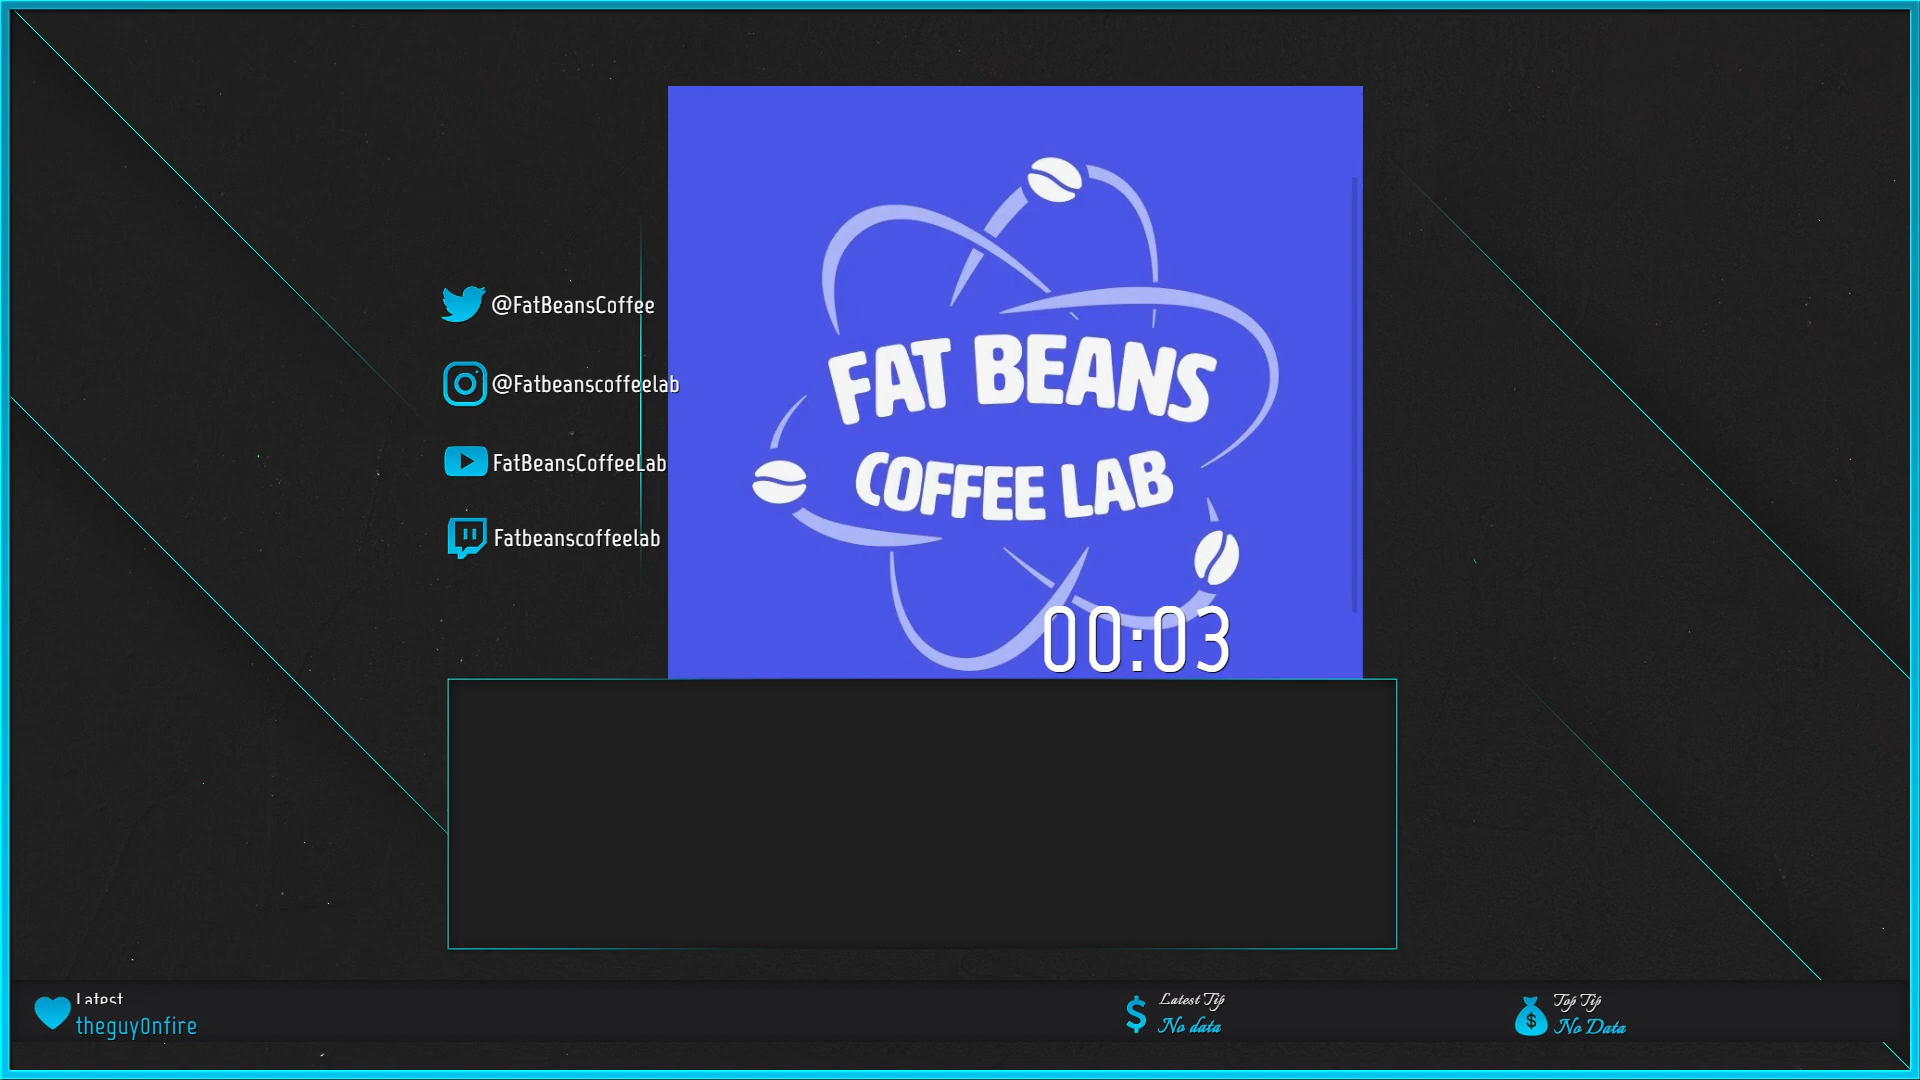 @FatBeansCoffee
@Fatbeanscoffeelab
FatBeansCoffeeLab
Fatbeanscoffeelab
FAT BEANS
COFFEE LAB
00:03
Latest
theguy0nfire
Latest Tip
No data
Top Tip
No Data